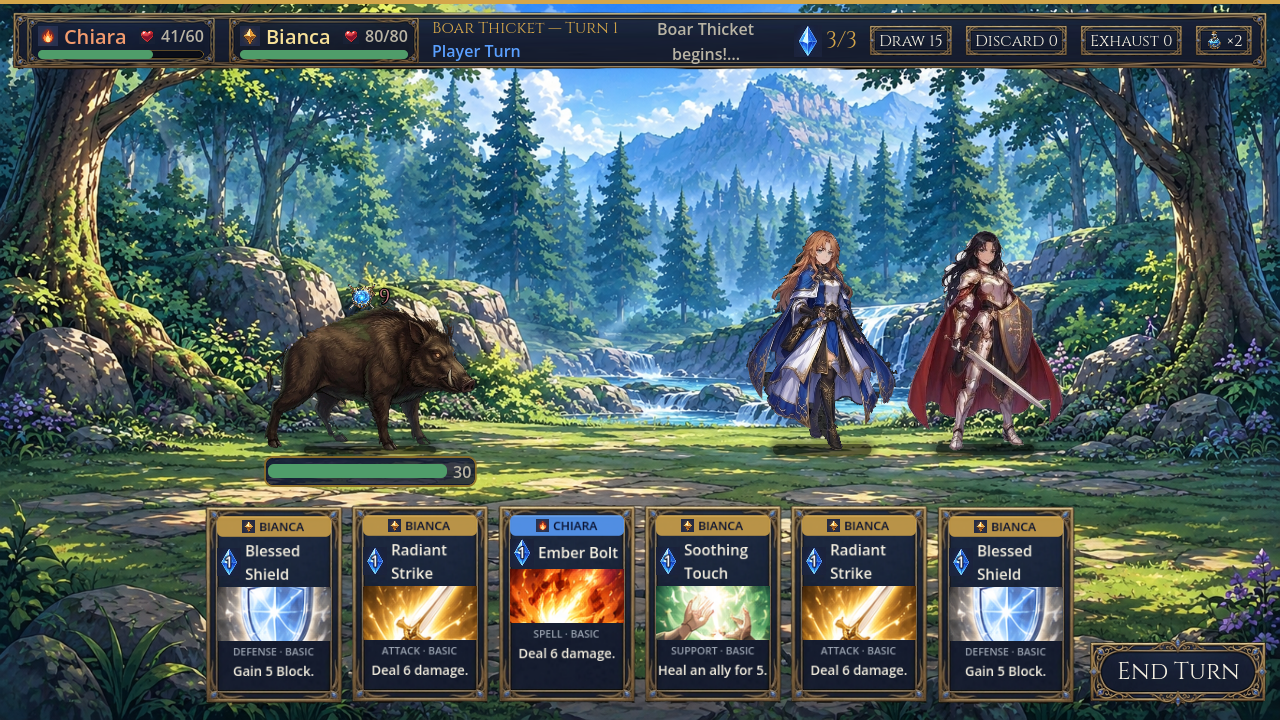 Chiara 41/60
Bianca 80/80
Boar Thicket — Turn 1
Player Turn
Boar Thicket
begins!...
3/3
Draw 15
Discard 0
Exhaust 0
×2
9
30
BIANCA
1
Blessed
Shield
DEFENSE · BASIC
Gain 5 Block.
BIANCA
1
Radiant
Strike
ATTACK · BASIC
Deal 6 damage.
CHIARA
1
Ember Bolt
SPELL · BASIC
Deal 6 damage.
BIANCA
1
Soothing
Touch
SUPPORT · BASIC
Heal an ally for 5.
BIANCA
1
Radiant
Strike
ATTACK · BASIC
Deal 6 damage.
BIANCA
1
Blessed
Shield
DEFENSE · BASIC
Gain 5 Block.
End Turn